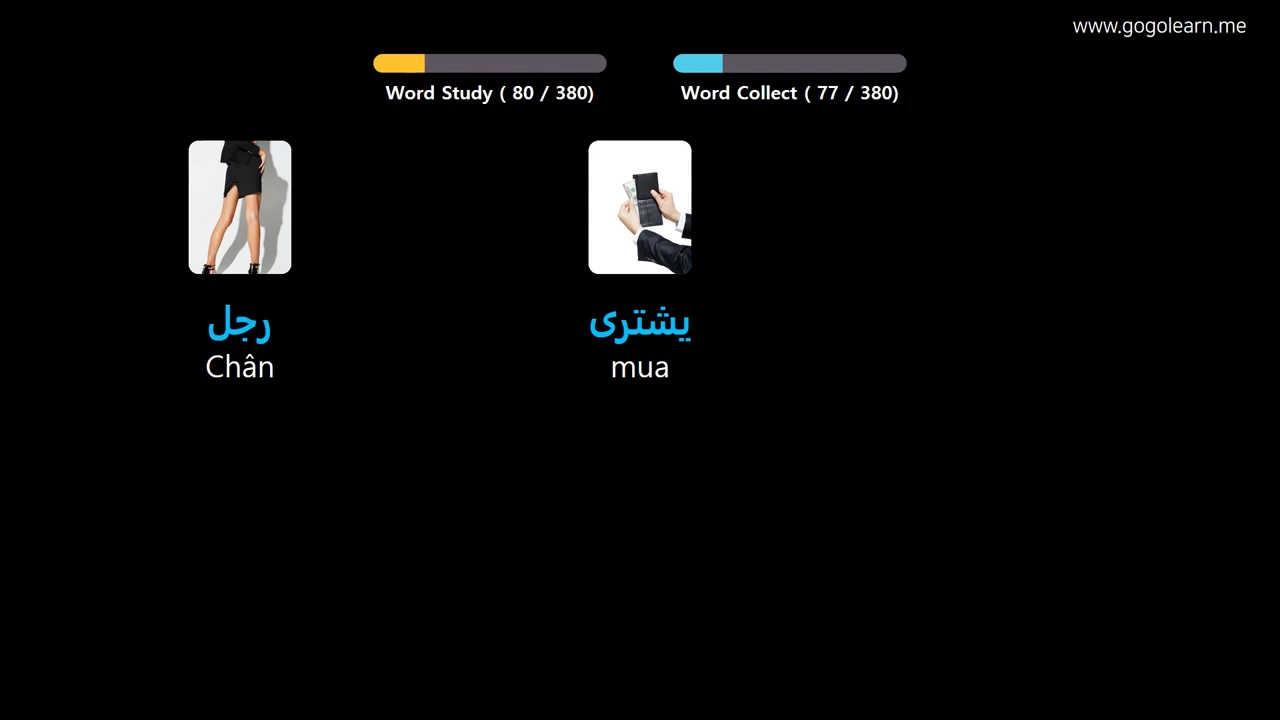 www.gogolearn.me
Word Study ( 80 / 380)
Word Collect ( 77 / 380)
رجل
Chân
يشترى
mua